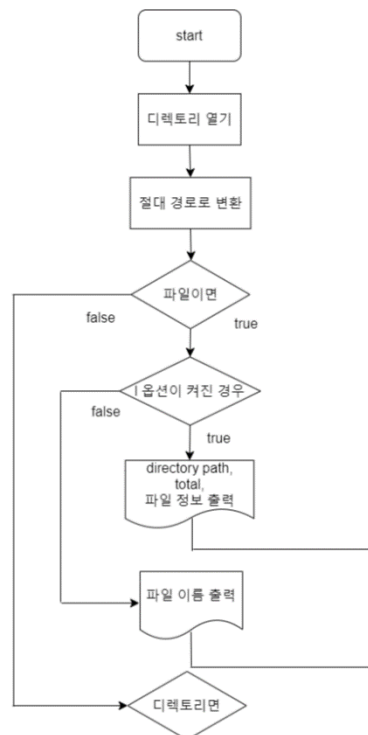 start
디렉토리 열기
절대 경로로 변환
파일이면
false
true
l 옵션이 켜진 경우
false
true
directory path,
total,
파일 정보 출력
파일 이름 출력
디렉토리면